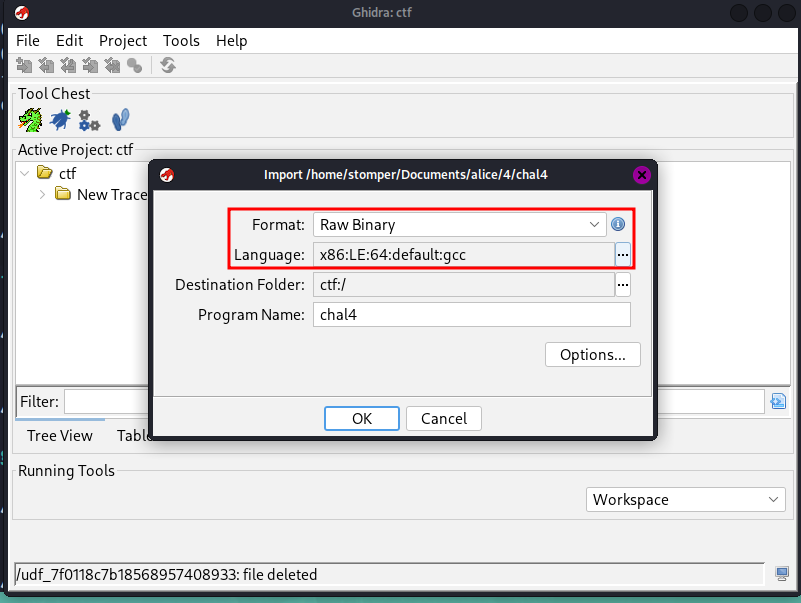 Ghidra: ctf
File Edit Project Tools Help
Tool Chest
Active Project: ctf
ctf
New Trace
Import /home/stomper/Documents/alice/4/chal4
Format: Raw Binary
Language: x86:LE:64:default:gcc ...
Destination Folder: ctf:/ ...
Program Name: chal4
Options...
OK Cancel
Filter:
Tree View
Running Tools
Workspace
/udf_7f0118c7b18568957408933: file deleted